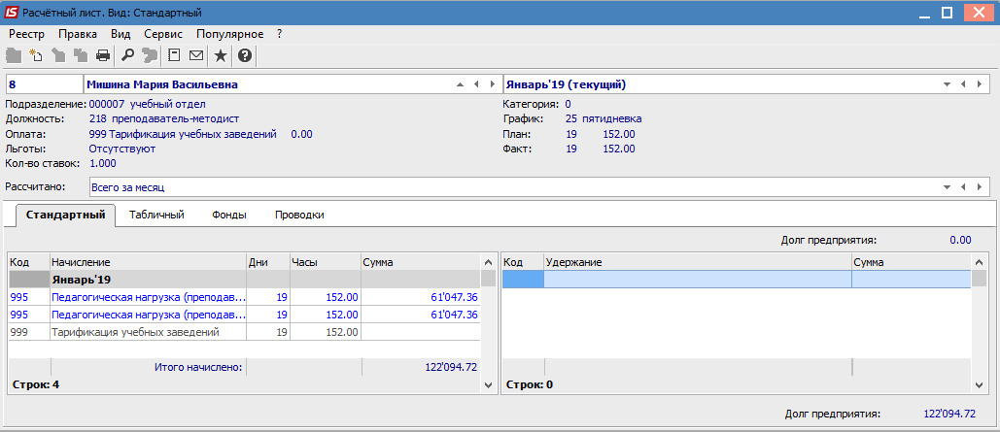 IS Расчётный лист. Вид: Стандартный
Реестр Правка Вид Сервис Популярное ?
8 Мишина Мария Васильевна Январь'19 (текущий)
Подразделение: 000007 учебный отдел Категория: 0
Должность: 218 преподаватель-методист График: 25 пятидневка
Оплата: 999 Тарификация учебных заведений 0.00 План: 19 152.00
Льготы: Отсутствуют Факт: 19 152.00
Кол-во ставок: 1.000
Рассчитано: Всего за месяц
Стандартный Табличный Фонды Проводки
Долг предприятия: 0.00
Код Начисление Дни Часы Сумма Код Удержание Сумма
Январь'19
995 Педагогическая нагрузка (преподав... 19 152.00 61'047.36
995 Педагогическая нагрузка (преподав... 19 152.00 61'047.36
999 Тарификация учебных заведений 19 152.00
Итого начислено: 122'094.72
Строк: 4 Строк: 0
Долг предприятия: 122'094.72